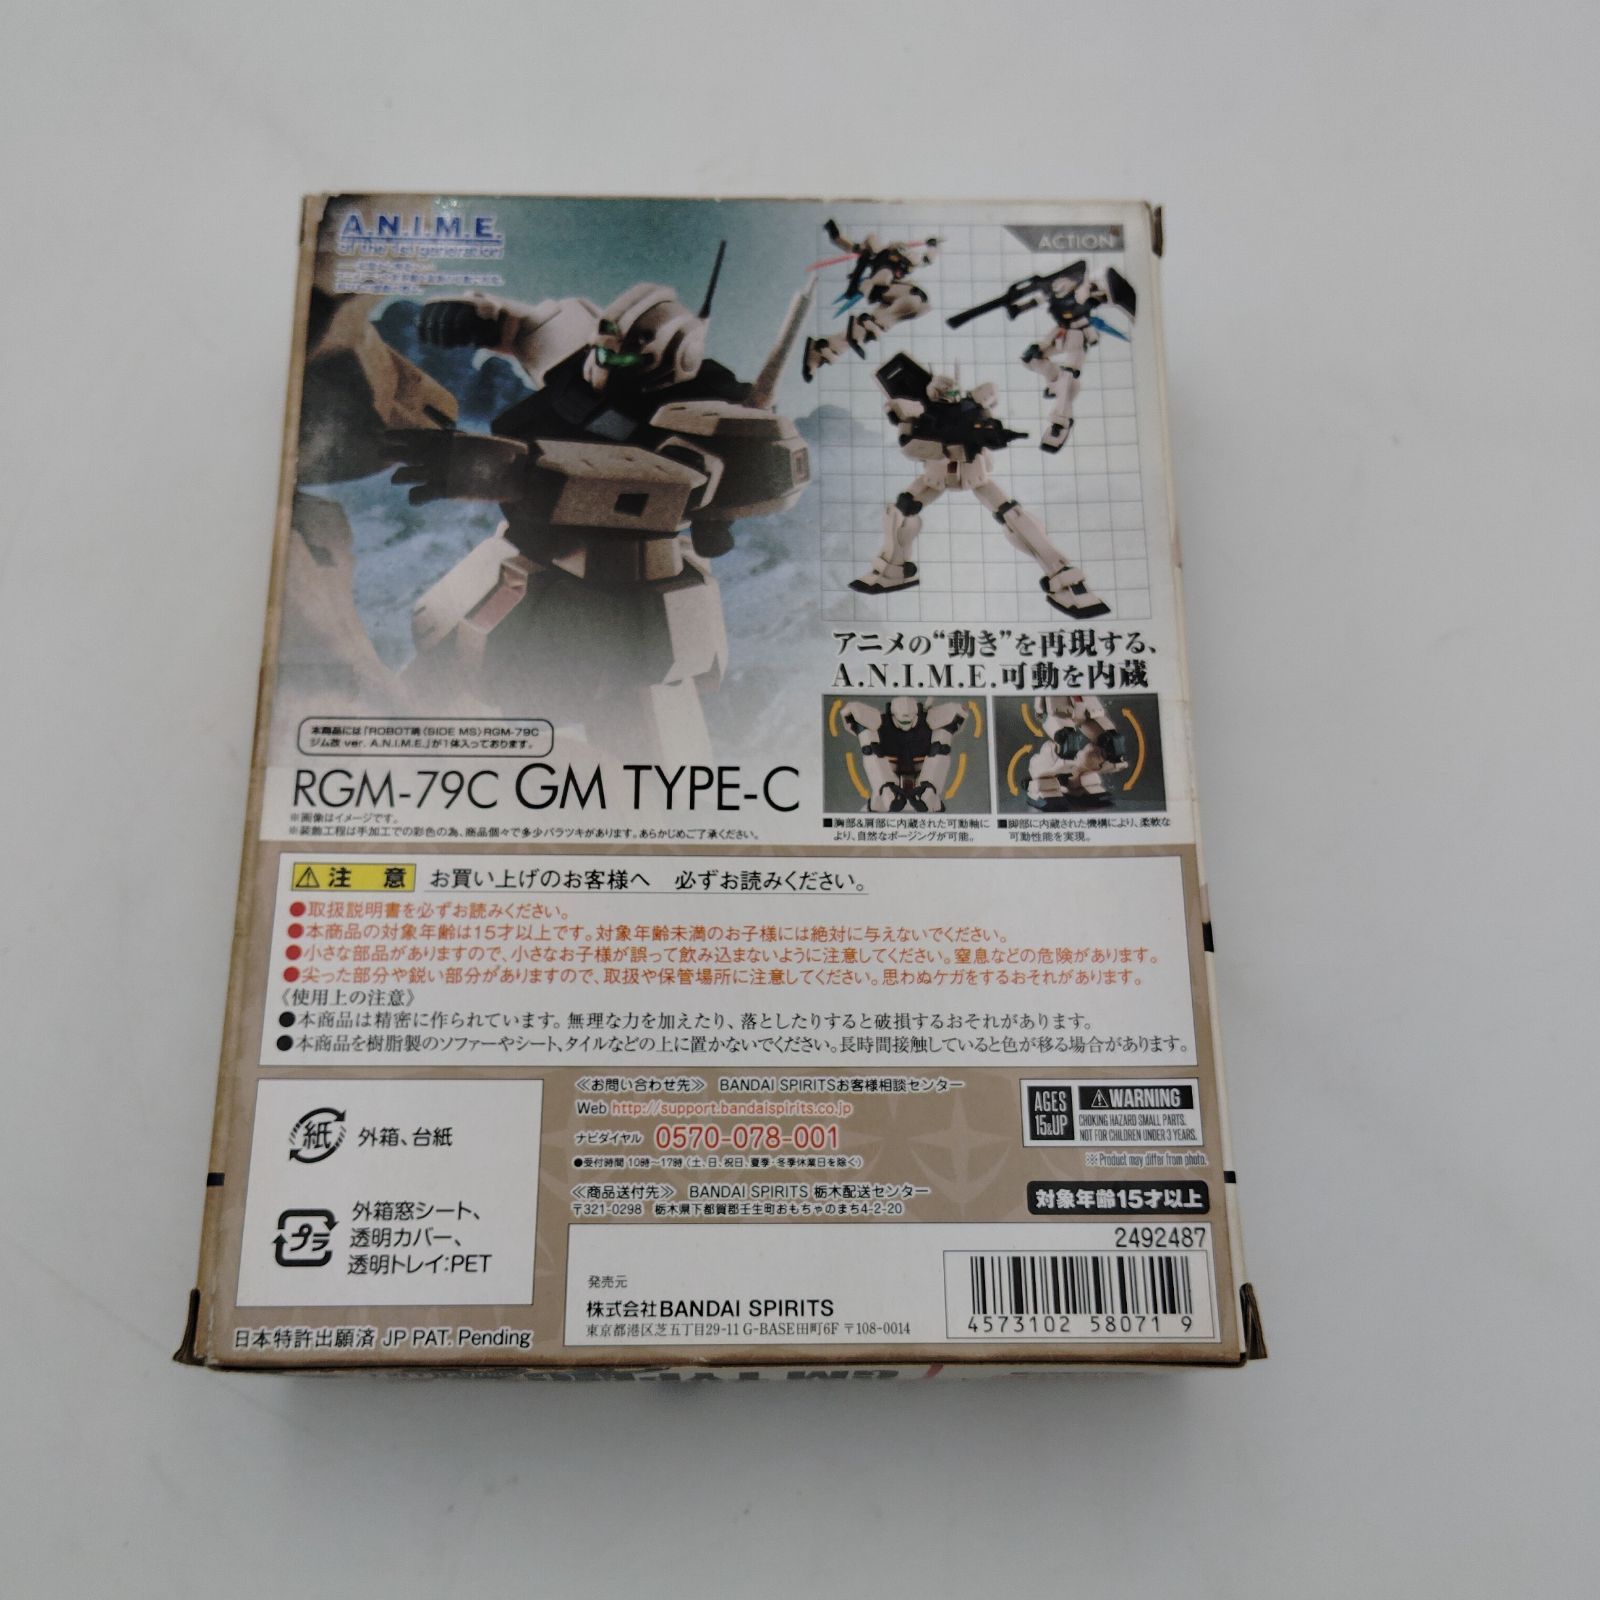 A.N.I.M.E.
of the 1st generation
ACTION
アニメの“動き”を再現する、
A.N.I.M.E.可動を内蔵
本商品には「ROBOT魂〈SIDE MS〉RGM-79C
ジム改 ver. A.N.I.M.E.」が1体入っております。
RGM-79C GM TYPE-C
※画像はイメージです。
※装飾工程は手加工での彩色の為、商品個々で多少バラツキがあります。あらかじめご了承ください。
■胸部&肩部に内蔵された可動軸に
より、自然なポージングが可能。
■脚部に内蔵された機構により、柔軟な
可動性能を実現。
注意 お買い上げのお客様へ 必ずお読みください。
●取扱説明書を必ずお読みください。
●本商品の対象年齢は15才以上です。対象年齢未満のお子様には絶対に与えないでください。
●小さな部品がありますので、小さなお子様が誤って飲み込まないように注意してください。窒息などの危険があります。
●尖った部分や鋭い部分がありますので、取扱や保管場所に注意してください。思わぬケガをするおそれがあります。
《使用上の注意》
●本商品は精密に作られています。無理な力を加えたり、落としたりすると破損するおそれがあります。
●本商品を樹脂製のソファーやシート、タイルなどの上に置かないでください。長時間接触していると色が移る場合があります。
紙 外箱、台紙
プラ 外箱窓シート、
透明カバー、
透明トレイ:PET
日本特許出願済 JP PAT. Pending
≪お問い合わせ先≫ BANDAI SPIRITSお客様相談センター
Web http://support.bandaispirits.co.jp
ナビダイヤル 0570-078-001
●受付時間 10時〜17時（土、日、祝日、夏季・冬季休業日を除く）
≪商品送付先≫ BANDAI SPIRITS 栃木配送センター
〒321-0298 栃木県下都賀郡壬生町おもちゃのまち4-2-20
AGES
15&UP
WARNING
CHOKING HAZARD SMALL PARTS.
NOT FOR CHILDREN UNDER 3 YEARS.
※Product may differ from photo.
対象年齢15才以上
発売元
株式会社BANDAI SPIRITS
東京都港区芝五丁目29-11 G-BASE田町6F 〒108-0014
2492487
4573102 58071 9